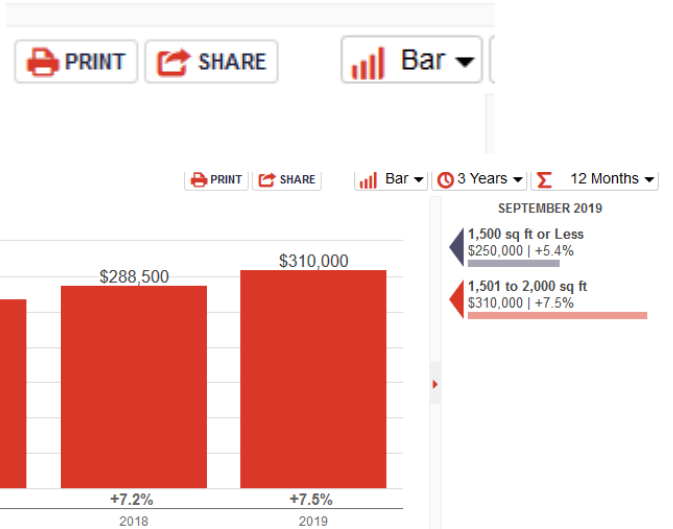 PRINT SHARE Bar
PRINT SHARE Bar 3 Years Σ 12 Months
SEPTEMBER 2019
1,500 sq ft or Less
$250,000 | +5.4%
1,501 to 2,000 sq ft
$310,000 | +7.5%
$288,500 $310,000
+7.2% +7.5%
2018 2019